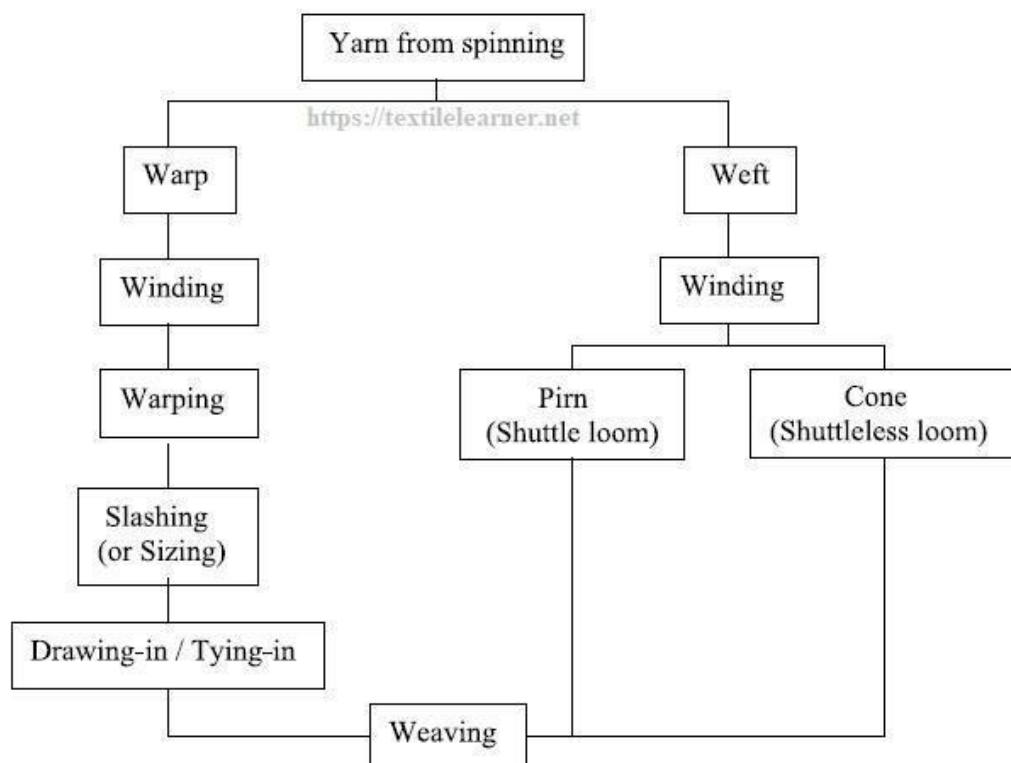 Yarn from spinning
https://textilelearner.net
Warp
Weft
Winding
Winding
Warping
Pirn
(Shuttle loom)
Cone
(Shuttleless loom)
Slashing
(or Sizing)
Drawing-in / Tying-in
Weaving